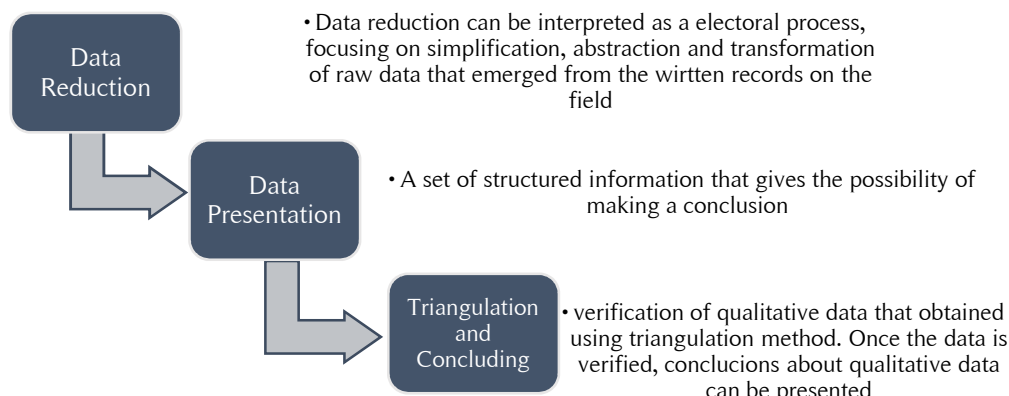 Data
Reduction
• Data reduction can be interpreted as a electoral process,
focusing on simplification, abstraction and transformation
of raw data that emerged from the wirtten records on the
field
Data
Presentation
• A set of structured information that gives the possibility of
making a conclusion
Triangulation
and
Concluding
• verification of qualitative data that obtained
using triangulation method. Once the data is
verified, conclucions about qualitative data
can be presented